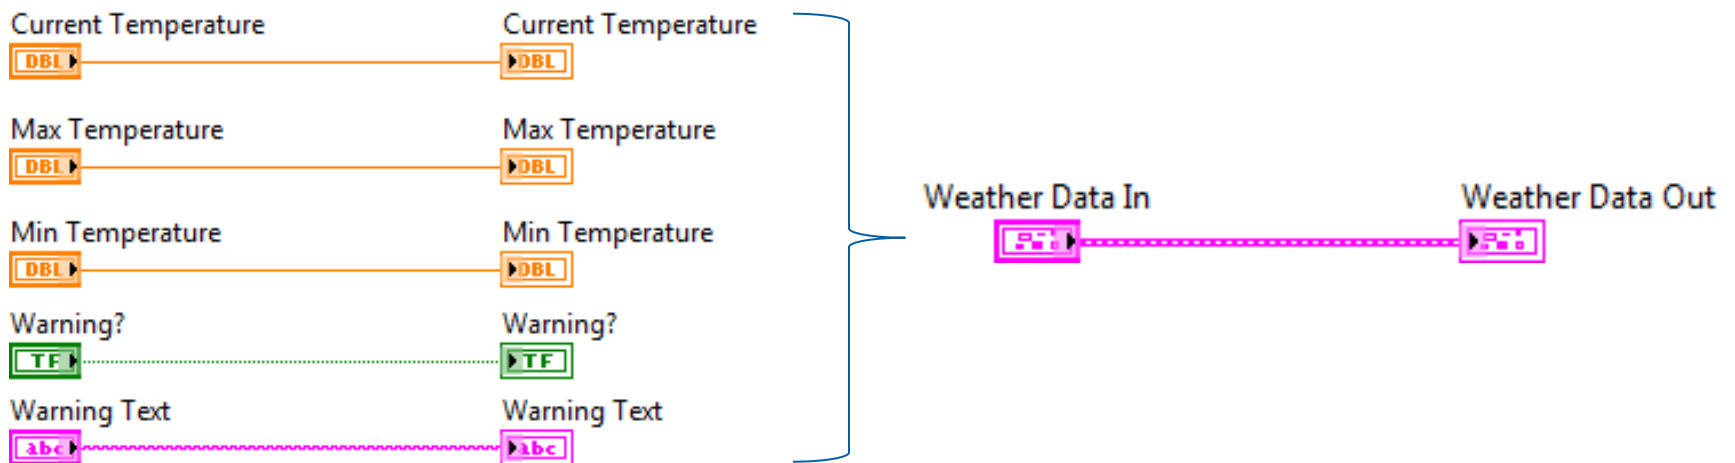 Current Temperature Current Temperature
DBL DBL
Max Temperature Max Temperature
DBL DBL
Weather Data In Weather Data Out
Min Temperature Min Temperature
DBL DBL
Warning? Warning?
TF TF
Warning Text Warning Text
abc abc